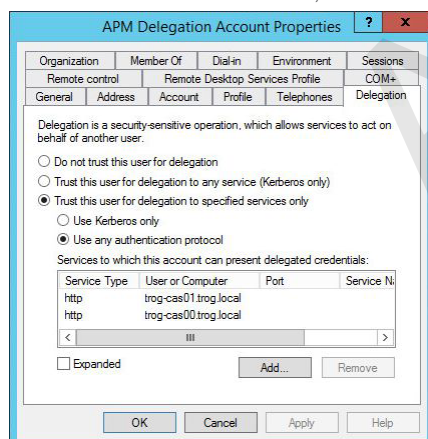 APM Delegation Account Properties ? x
Organization Member Of Dial-in Environment Sessions
Remote control Remote Desktop Services Profile COM+
General Address Account Profile Telephones Delegation
Delegation is a security-sensitive operation, which allows services to act on
behalf of another user.
Do not trust this user for delegation
Trust this user for delegation to any service (Kerberos only)
Trust this user for delegation to specified services only
Use Kerberos only
Use any authentication protocol
Services to which this account can present delegated credentials:
Service Type User or Computer Port Service N
http trog-cas01.trog.local
http trog-cas00.trog.local
Expanded Add... Remove
OK Cancel Apply Help